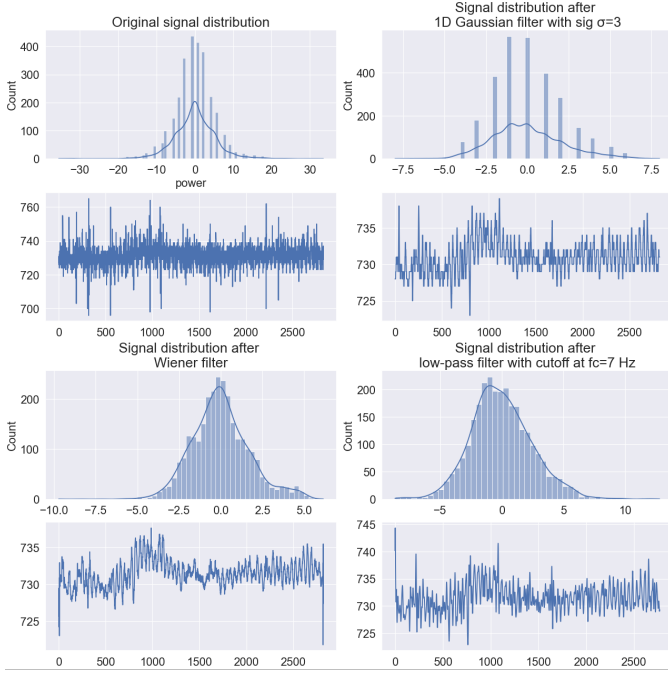 Original signal distribution
Count
400
300
200
100
0
−30 −20 −10 0 10 20 30
power
760
740
720
700
0 500 1000 1500 2000 2500
Signal distribution after
1D Gaussian filter with sig σ=3
Count
400
200
0
−7.5 −5.0 −2.5 0.0 2.5 5.0 7.5
735
730
725
0 500 1000 1500 2000 2500
Signal distribution after
Wiener filter
Count
200
100
0
−10.0 −7.5 −5.0 −2.5 0.0 2.5 5.0
735
730
725
0 500 1000 1500 2000 2500
Signal distribution after
low-pass filter with cutoff at fc=7 Hz
Count
200
150
100
50
0
−5 0 5 10
745
740
735
730
725
0 500 1000 1500 2000 2500